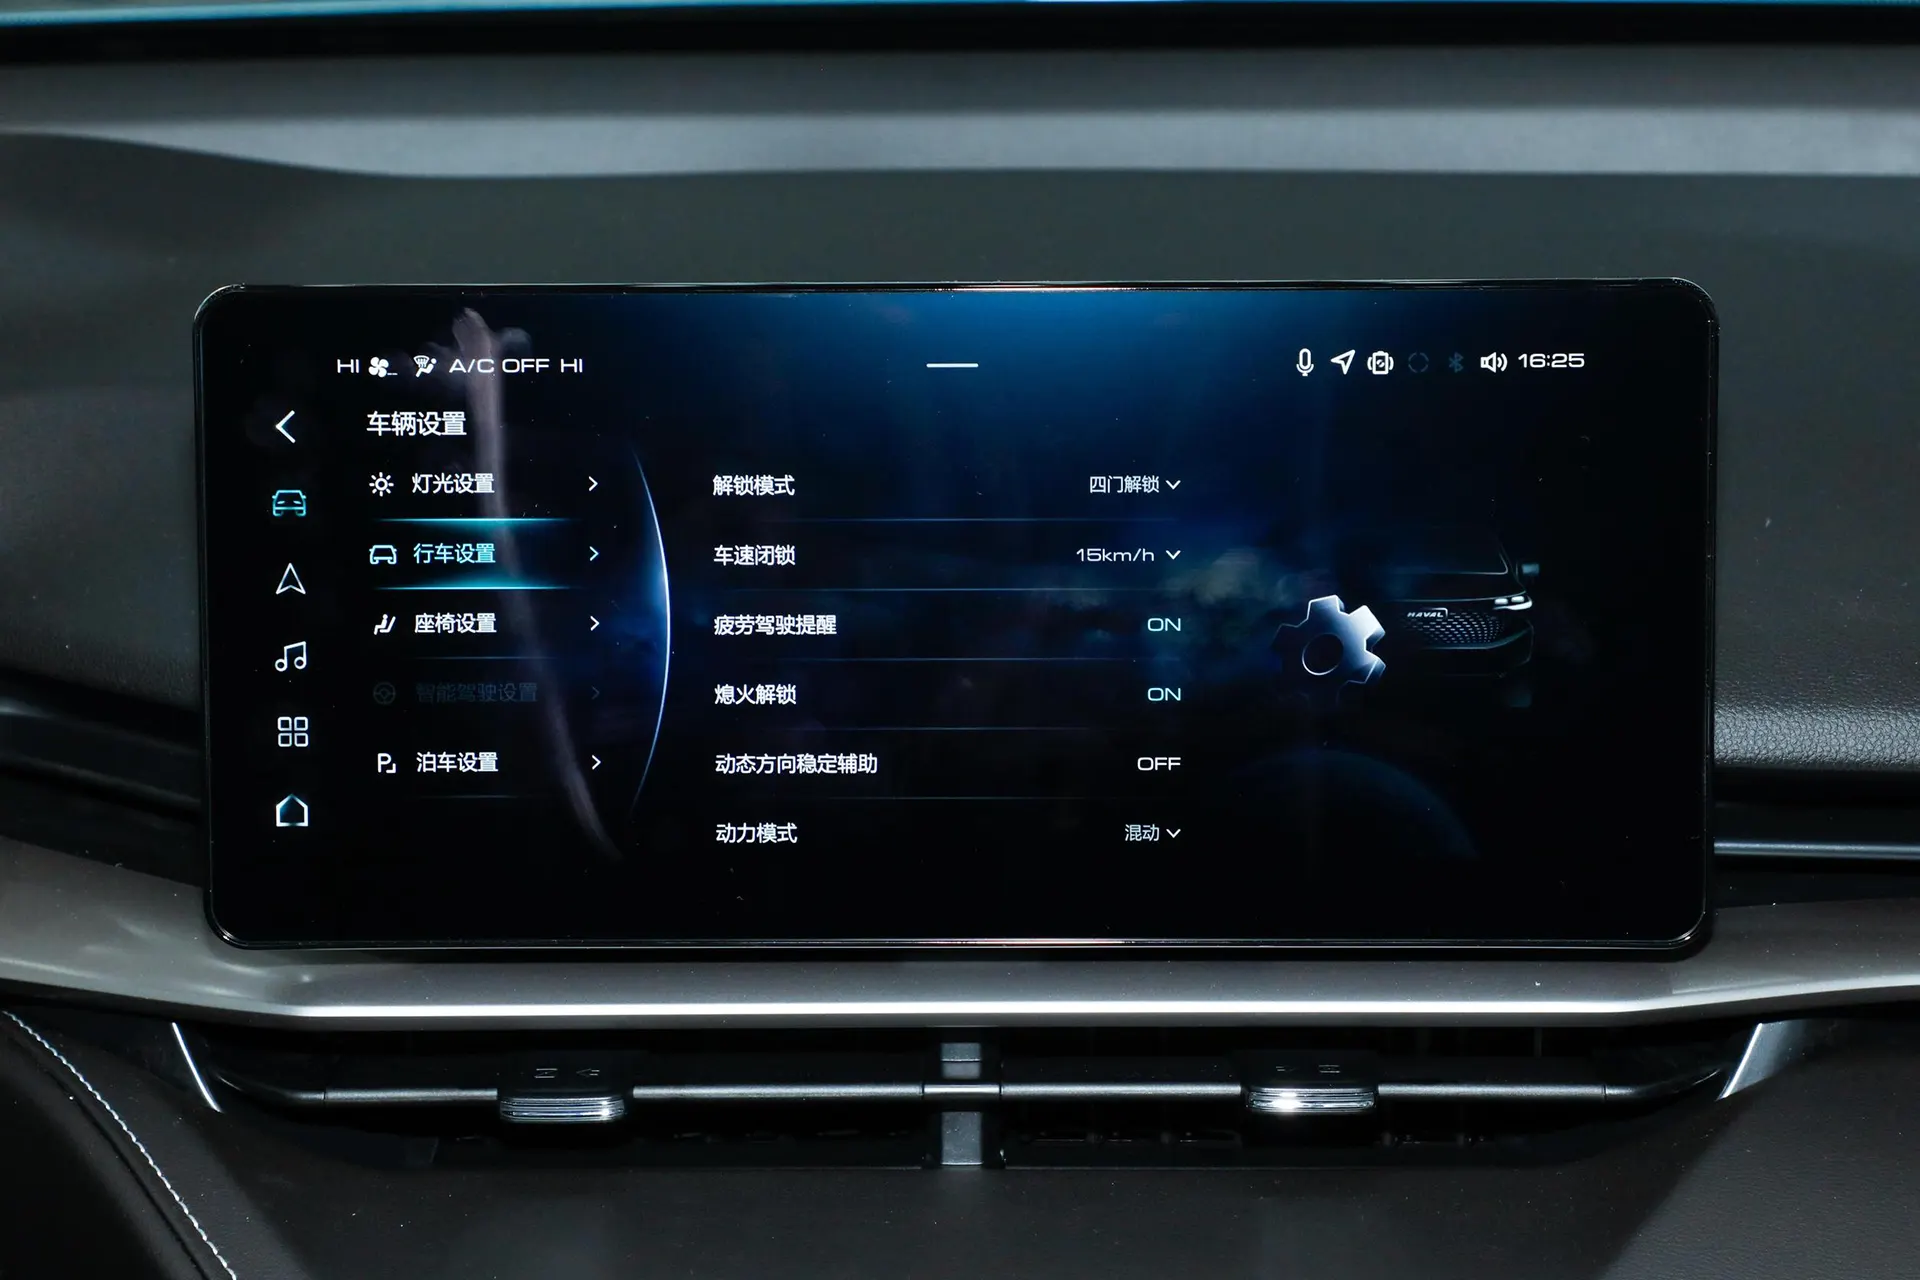 HI A/C OFF HI
16:25
车辆设置
灯光设置
行车设置
座椅设置
智能驾驶设置
泊车设置
解锁模式 四门解锁
车速闭锁 15km/h
疲劳驾驶提醒 ON
熄火解锁 ON
动态方向稳定辅助 OFF
动力模式 混动
HAVAL